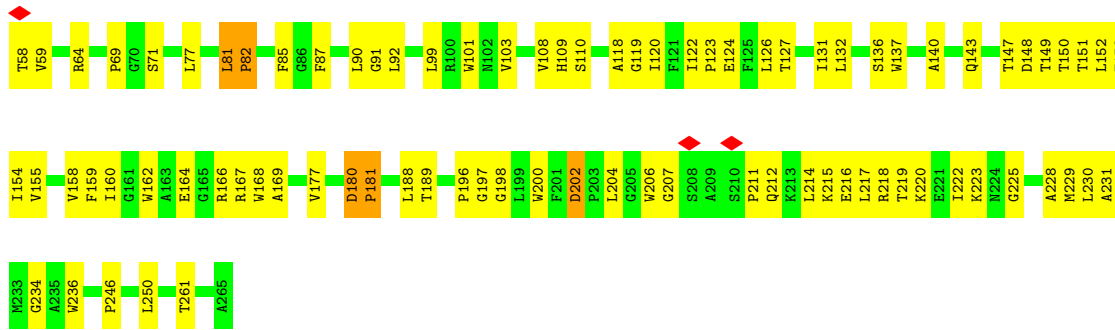 T58 V59 R64 P69 G70 S71 L77 L81 P82 F85 G86 F87 L90 G91 L92 L99 R100 W101 N102 V103 V108 H109 S110 A118 G119 I120 F121 I122 P123 E124 F125 L126 T127 I131 L132 S136 W137 A140 Q143 T147 D148 T149 T150 T151 L152
I154 V155 V158 F159 I160 G161 W162 A163 E164 G165 R166 R167 W168 A169 V177 D180 P181 L188 T189 P196 G197 G198 L199 W200 F201 D202 P203 L204 G205 W206 G207 S208 A209 S210 P211 Q212 K213 L214 K215 E216 L217 R218 T219 K220 E221 I222 K223 N224 G225 A228 M229 L230 A231
M233 G234 A235 W236 P246 L250 T261 A265